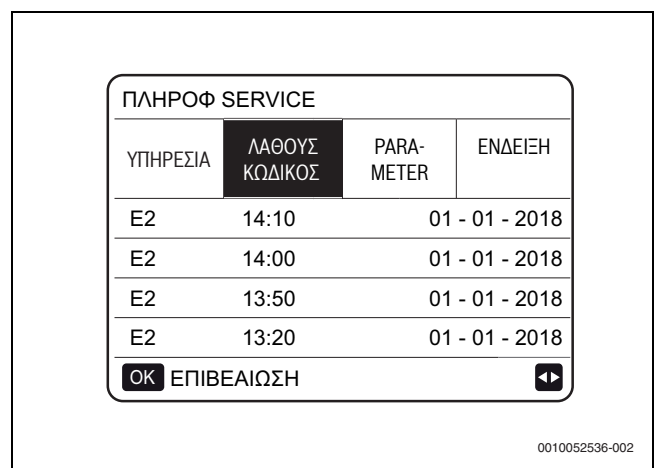 ΠΛΗΡΟΦ SERVICE
ΥΠΗΡΕΣΙΑ ΛΑΘΟΥΣ ΚΩΔΙΚΟΣ PARA-METER ΕΝΔΕΙΞΗ
E2 14:10 01 - 01 - 2018
E2 14:00 01 - 01 - 2018
E2 13:50 01 - 01 - 2018
E2 13:20 01 - 01 - 2018
OK ΕΠΙΒΕΑΙΩΣΗ
0010052536-002